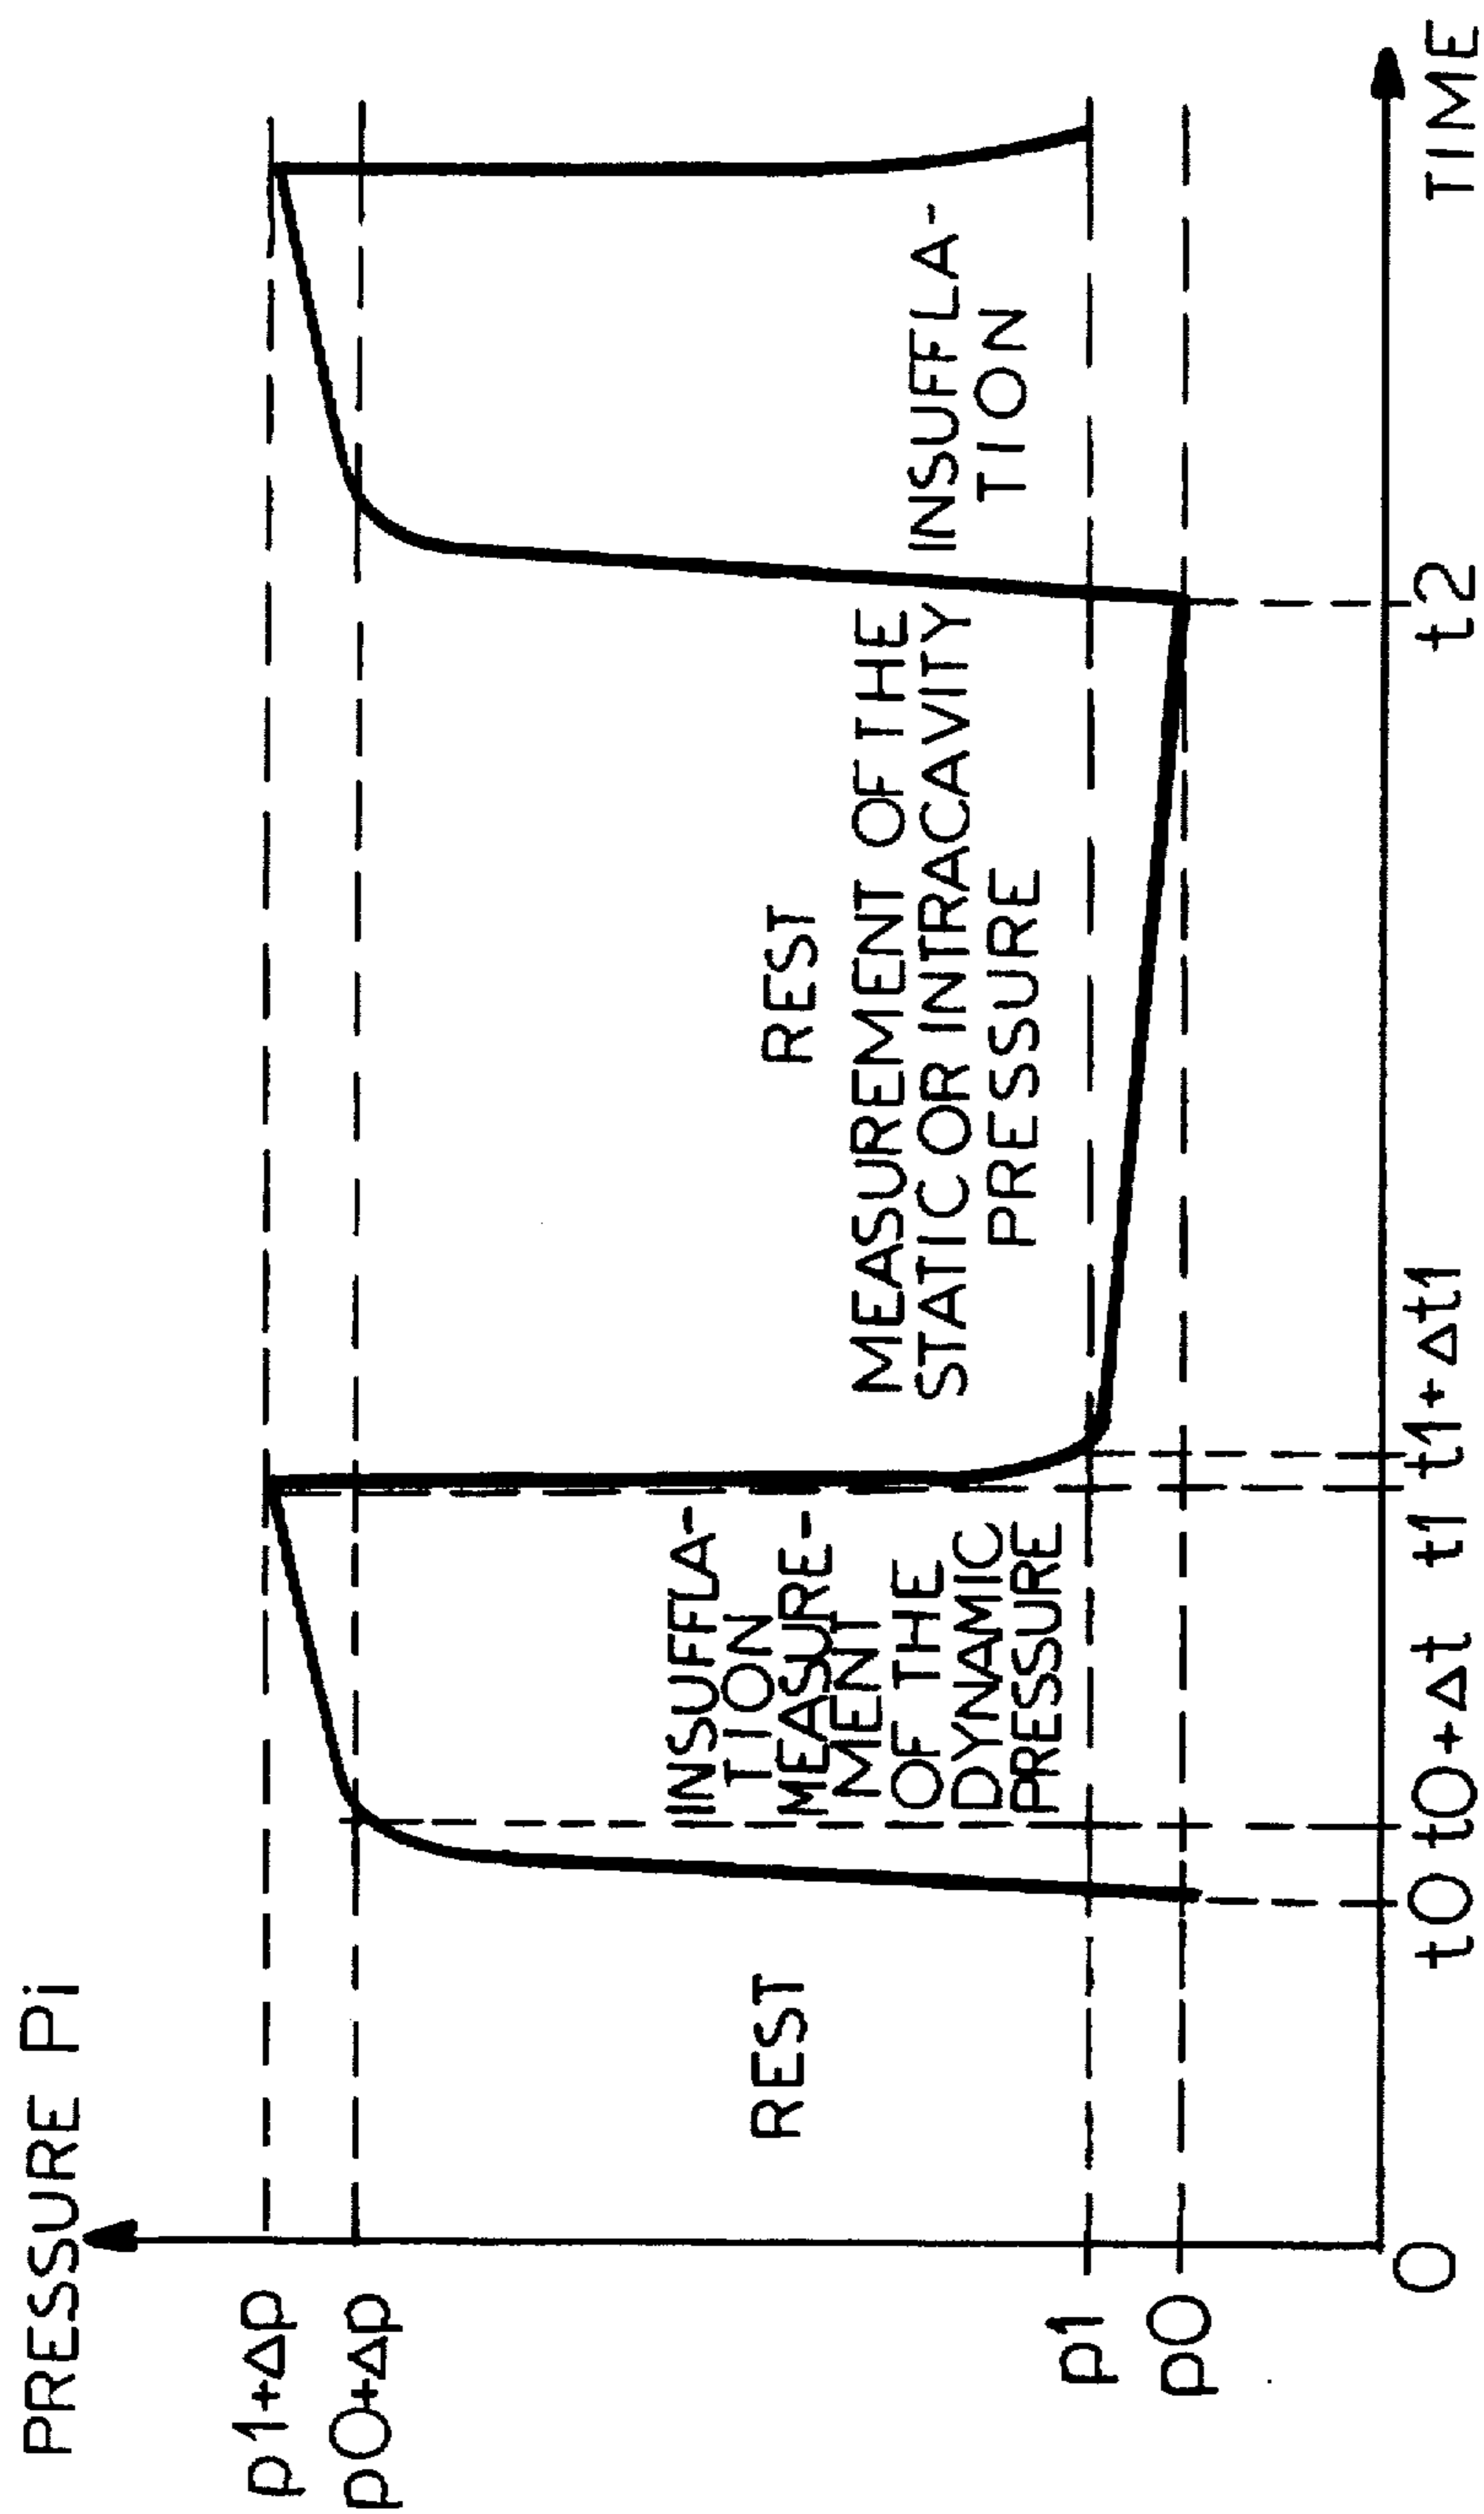 PRESSURE Pi
p1+Δp
p0+Δp
p1
p0
REST
INSUFFLA-
TION
MEASURE-
MENT
OF THE
DYNAMIC
PRESSURE
REST
MEASUREMENT OF THE
STATIC OR INTRACAVITY
PRESSURE
INSUFFLA-
TION
0
t0
t0+Δt
t1
t1+Δt1
t2
TIME